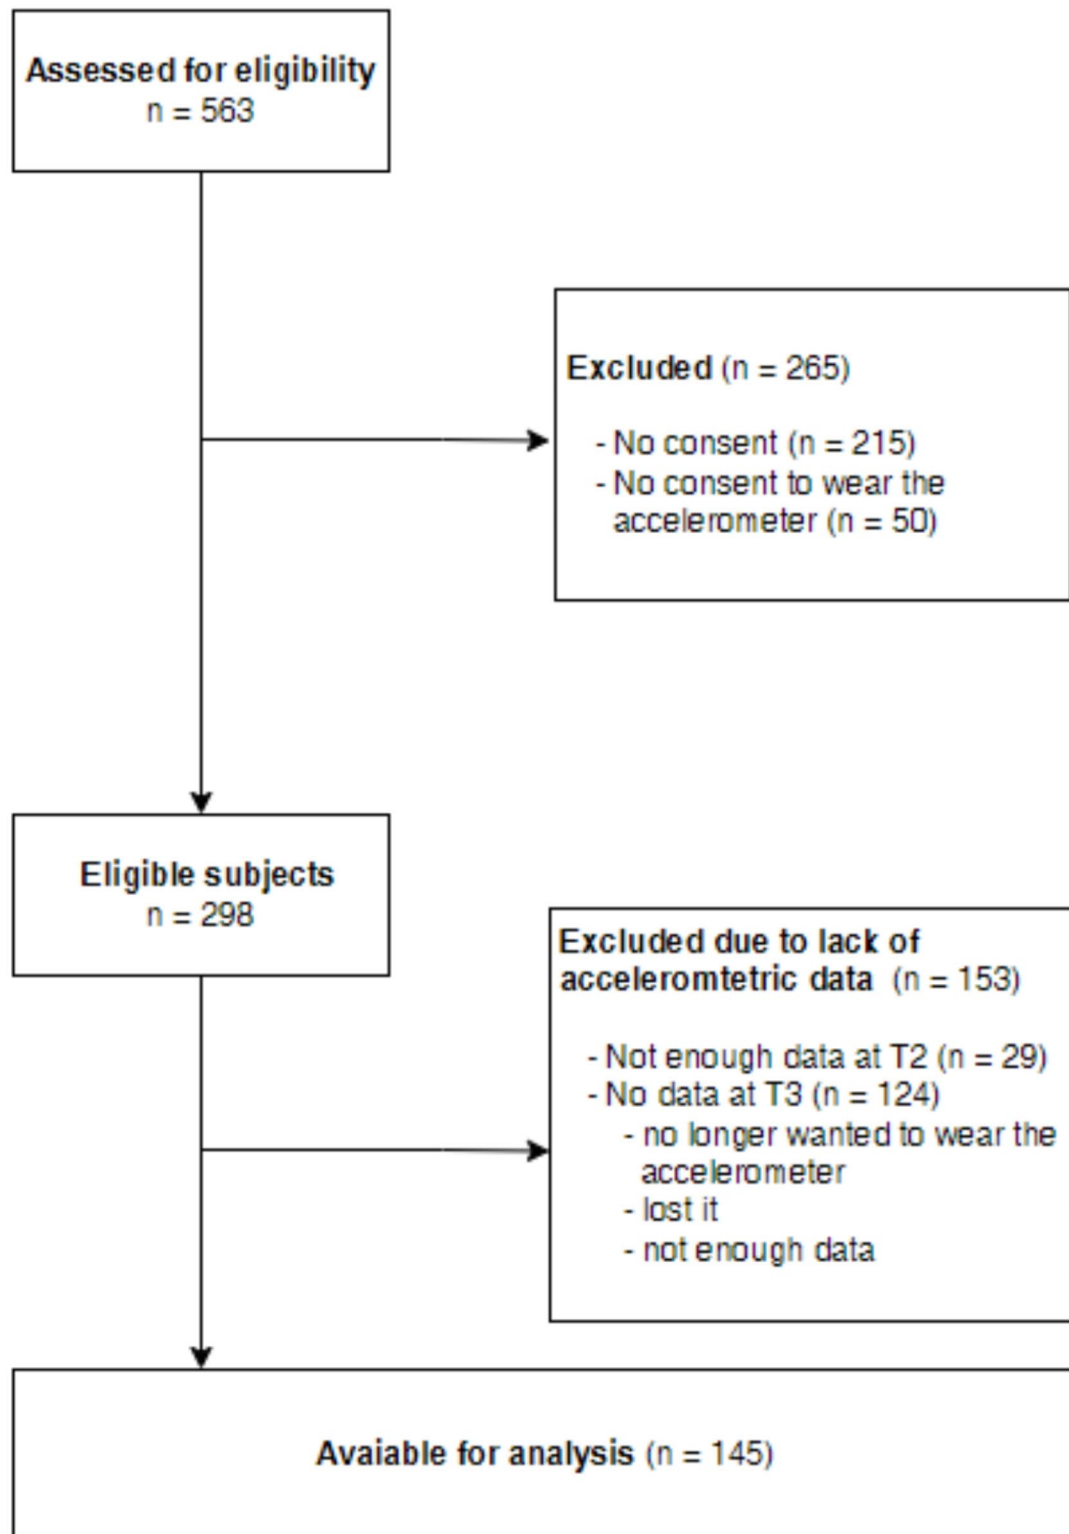 Assessed for eligibility
n = 563
Excluded (n = 265)
- No consent (n = 215)
- No consent to wear the
accelerometer (n = 50)
Eligible subjects
n = 298
Excluded due to lack of
acceleromtetric data (n = 153)
- Not enough data at T2 (n = 29)
- No data at T3 (n = 124)
- no longer wanted to wear the
accelerometer
- lost it
- not enough data
Avaiable for analysis (n = 145)